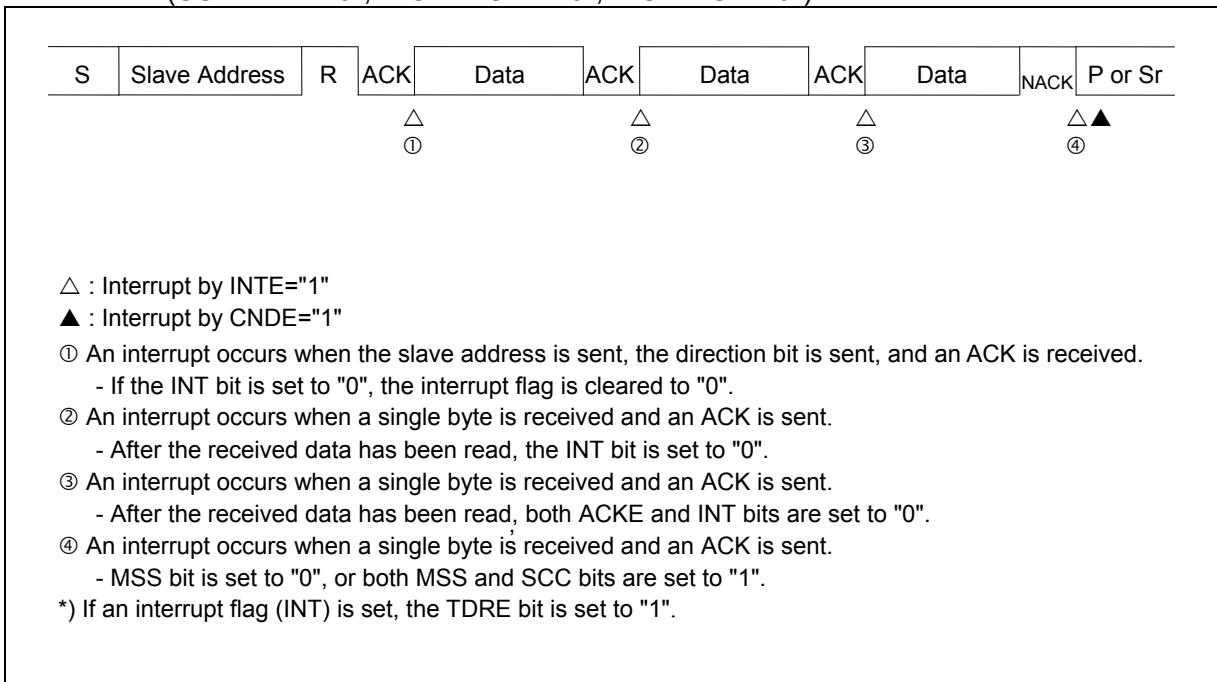 S Slave Address R ACK Data ACK Data ACK Data NACK P or Sr
△ △ △ △▲
① ② ③ ④
△ : Interrupt by INTE="1"
▲ : Interrupt by CNDE="1"
① An interrupt occurs when the slave address is sent, the direction bit is sent, and an ACK is received.
- If the INT bit is set to "0", the interrupt flag is cleared to "0".
② An interrupt occurs when a single byte is received and an ACK is sent.
- After the received data has been read, the INT bit is set to "0".
③ An interrupt occurs when a single byte is received and an ACK is sent.
- After the received data has been read, both ACKE and INT bits are set to "0".
④ An interrupt occurs when a single byte is received and an ACK is sent.
- MSS bit is set to "0", or both MSS and SCC bits are set to "1".
*) If an interrupt flag (INT) is set, the TDRE bit is set to "1".